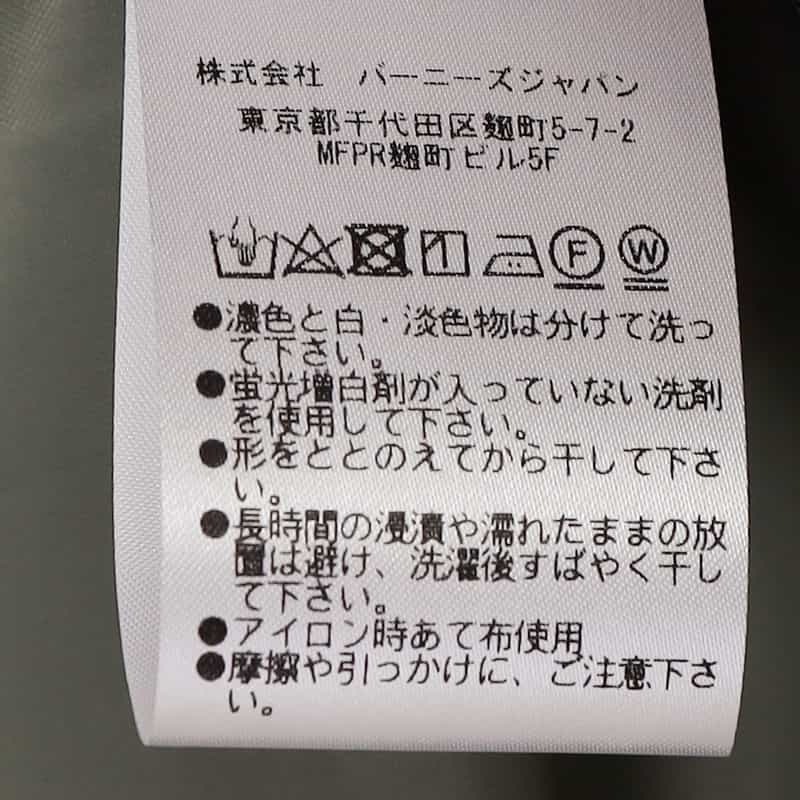 株式会社 バーニーズジャパン
東京都千代田区麹町5-7-2
MFPR麹町ビル5F
F W
●濃色と白・淡色物は分けて洗っ
て下さい。
●蛍光増白剤が入っていない洗剤
を使用して下さい。
●形をととのえてから干して下さ
い。
●長時間の浸漬や濡れたままの放
置は避け、洗濯後すばやく干し
て下さい。
●アイロン時あて布使用
●摩擦や引っかけに、ご注意下さ
い。